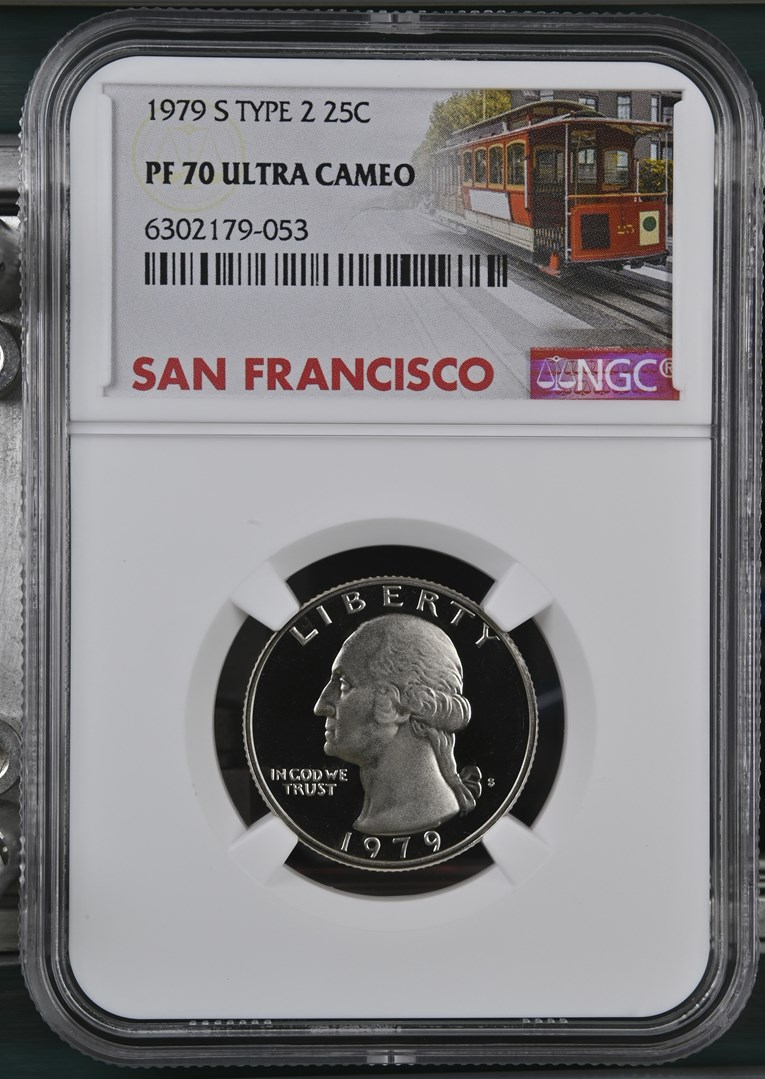 1979 S TYPE 2 25C
PF 70 ULTRA CAMEO
6302179-053
SAN FRANCISCO
NGC®
LIBERTY
IN GOD WE
TRUST
S
1979